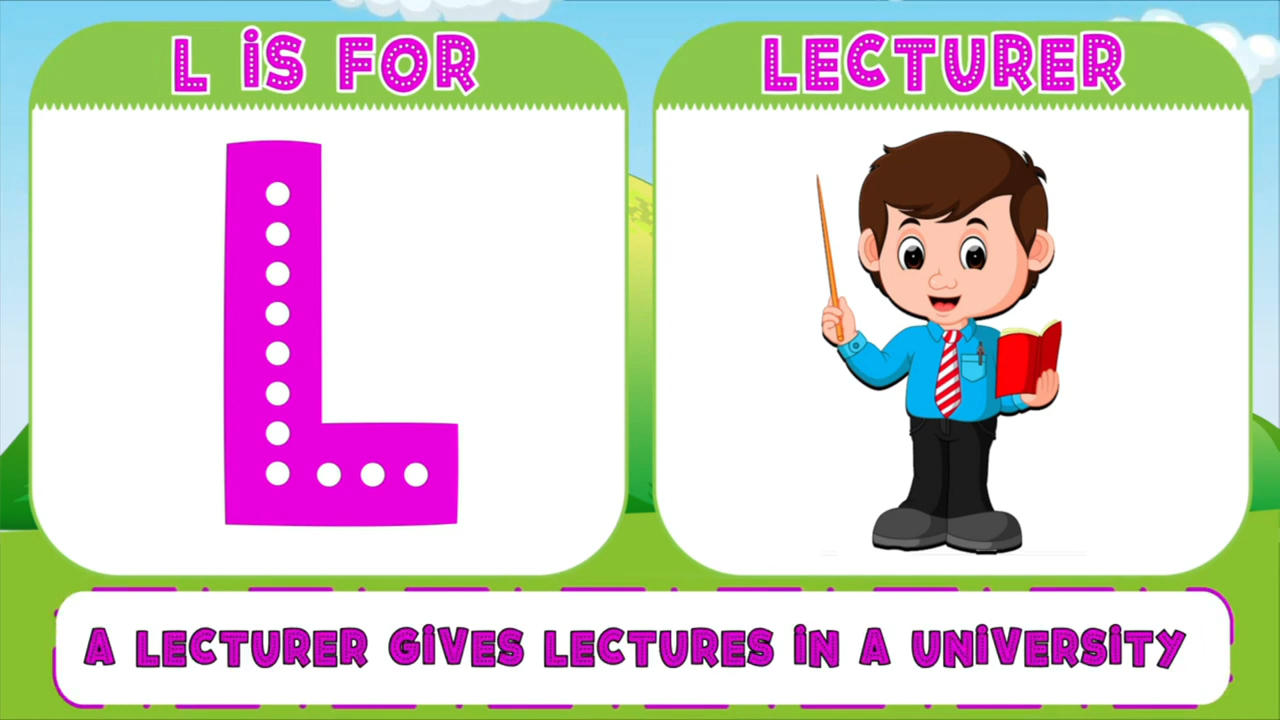 L iS FOR
LECTURER
L
A LECTURER GiVES LECTURES iN A UNiVERSiTY